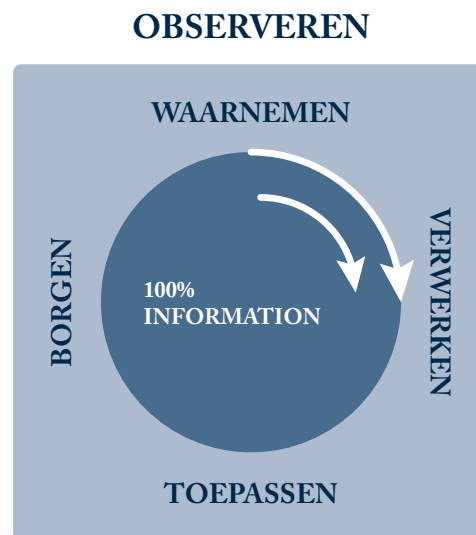 OBSERVEREN
WAARNEMEN
VERWERKEN
BORGEN
100%
INFORMATION
TOEPASSEN